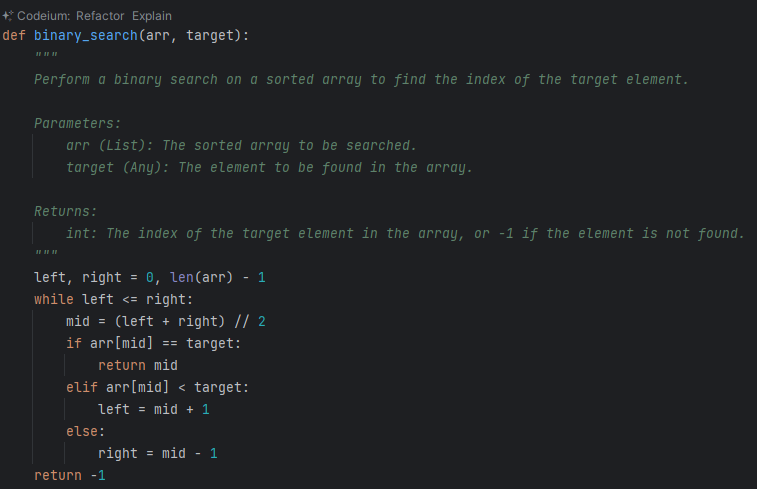 Codeium: Refactor Explain
def binary_search(arr, target):
    """
    Perform a binary search on a sorted array to find the index of the target element.

    Parameters:
        arr (List): The sorted array to be searched.
        target (Any): The element to be found in the array.

    Returns:
        int: The index of the target element in the array, or -1 if the element is not found.
    """
    left, right = 0, len(arr) - 1
    while left <= right:
        mid = (left + right) // 2
        if arr[mid] == target:
            return mid
        elif arr[mid] < target:
            left = mid + 1
        else:
            right = mid - 1
    return -1